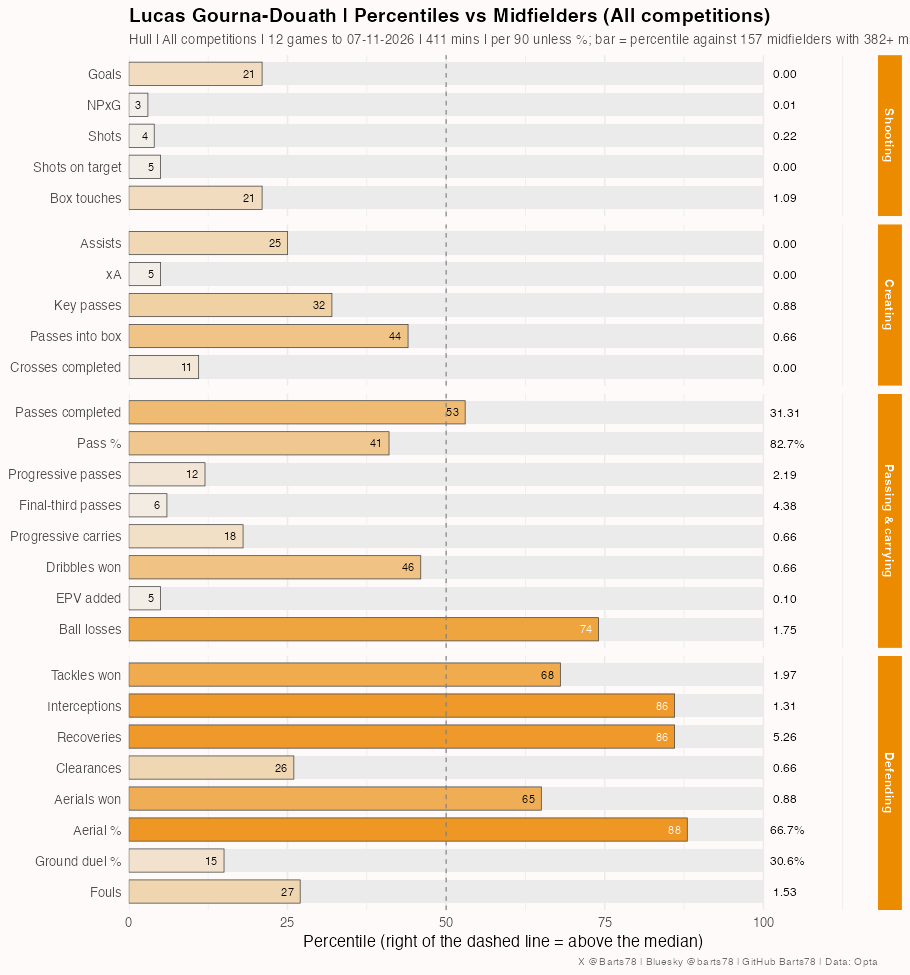 Lucas Gourna-Douath | Percentiles vs Midfielders (All competitions)
Hull | All competitions | 12 games to 07-11-2026 | 411 mins | per 90 unless %; bar = percentile against 157 midfielders with 382+ m
Goals 21 0.00
NPxG 3 0.01
Shots 4 0.22
Shots on target 5 0.00
Box touches 21 1.09
Shooting
Assists 25 0.00
xA 5 0.00
Key passes 32 0.88
Passes into box 44 0.66
Crosses completed 11 0.00
Creating
Passes completed 53 31.31
Pass % 41 82.7%
Progressive passes 12 2.19
Final-third passes 6 4.38
Progressive carries 18 0.66
Dribbles won 46 0.66
EPV added 5 0.10
Ball losses 74 1.75
Passing & carrying
Tackles won 68 1.97
Interceptions 86 1.31
Recoveries 86 5.26
Clearances 26 0.66
Aerials won 65 0.88
Aerial % 88 66.7%
Ground duel % 15 30.6%
Fouls 27 1.53
Defending
0 25 50 75 100
Percentile (right of the dashed line = above the median)
X @Barts78 | Bluesky @barts78 | GitHub Barts78 | Data: Opta